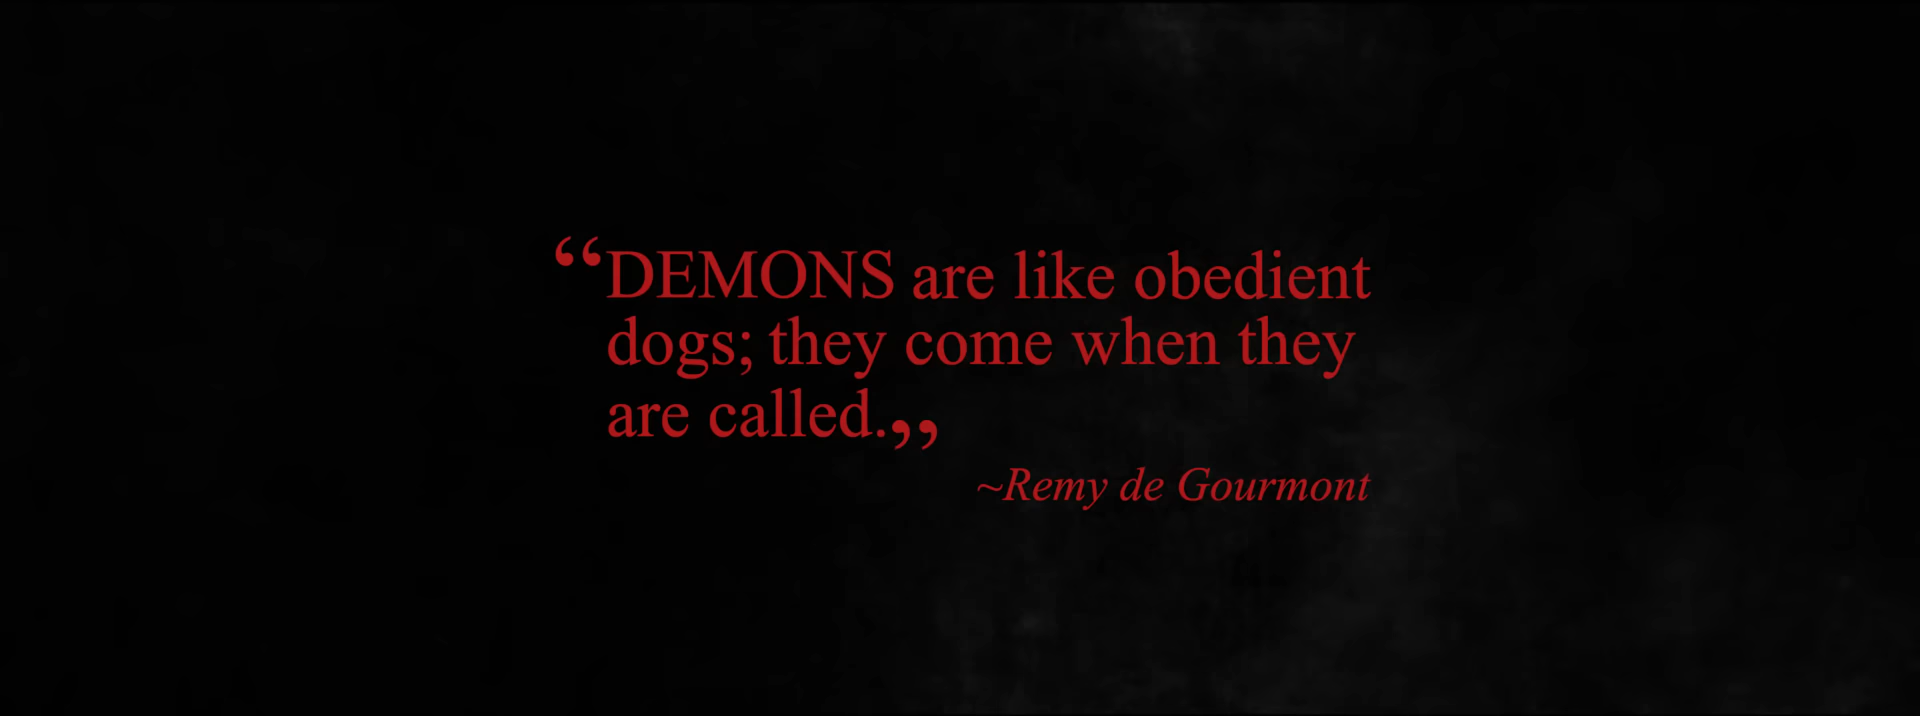 “DEMONS are like obedient
dogs; they come when they
are called.”
~Remy de Gourmont